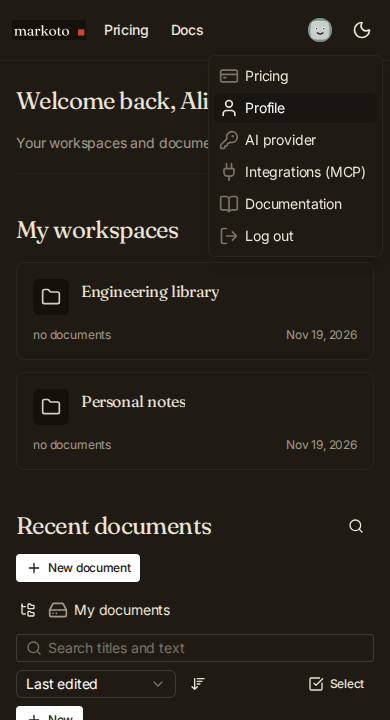 markoto
Pricing
Docs
Welcome back, Ali
Your workspaces and docume
Pricing
Profile
AI provider
Integrations (MCP)
Documentation
Log out
My workspaces
Engineering library
no documents
Nov 19, 2026
Personal notes
no documents
Nov 19, 2026
Recent documents
New document
My documents
Search titles and text
Last edited
Select
New